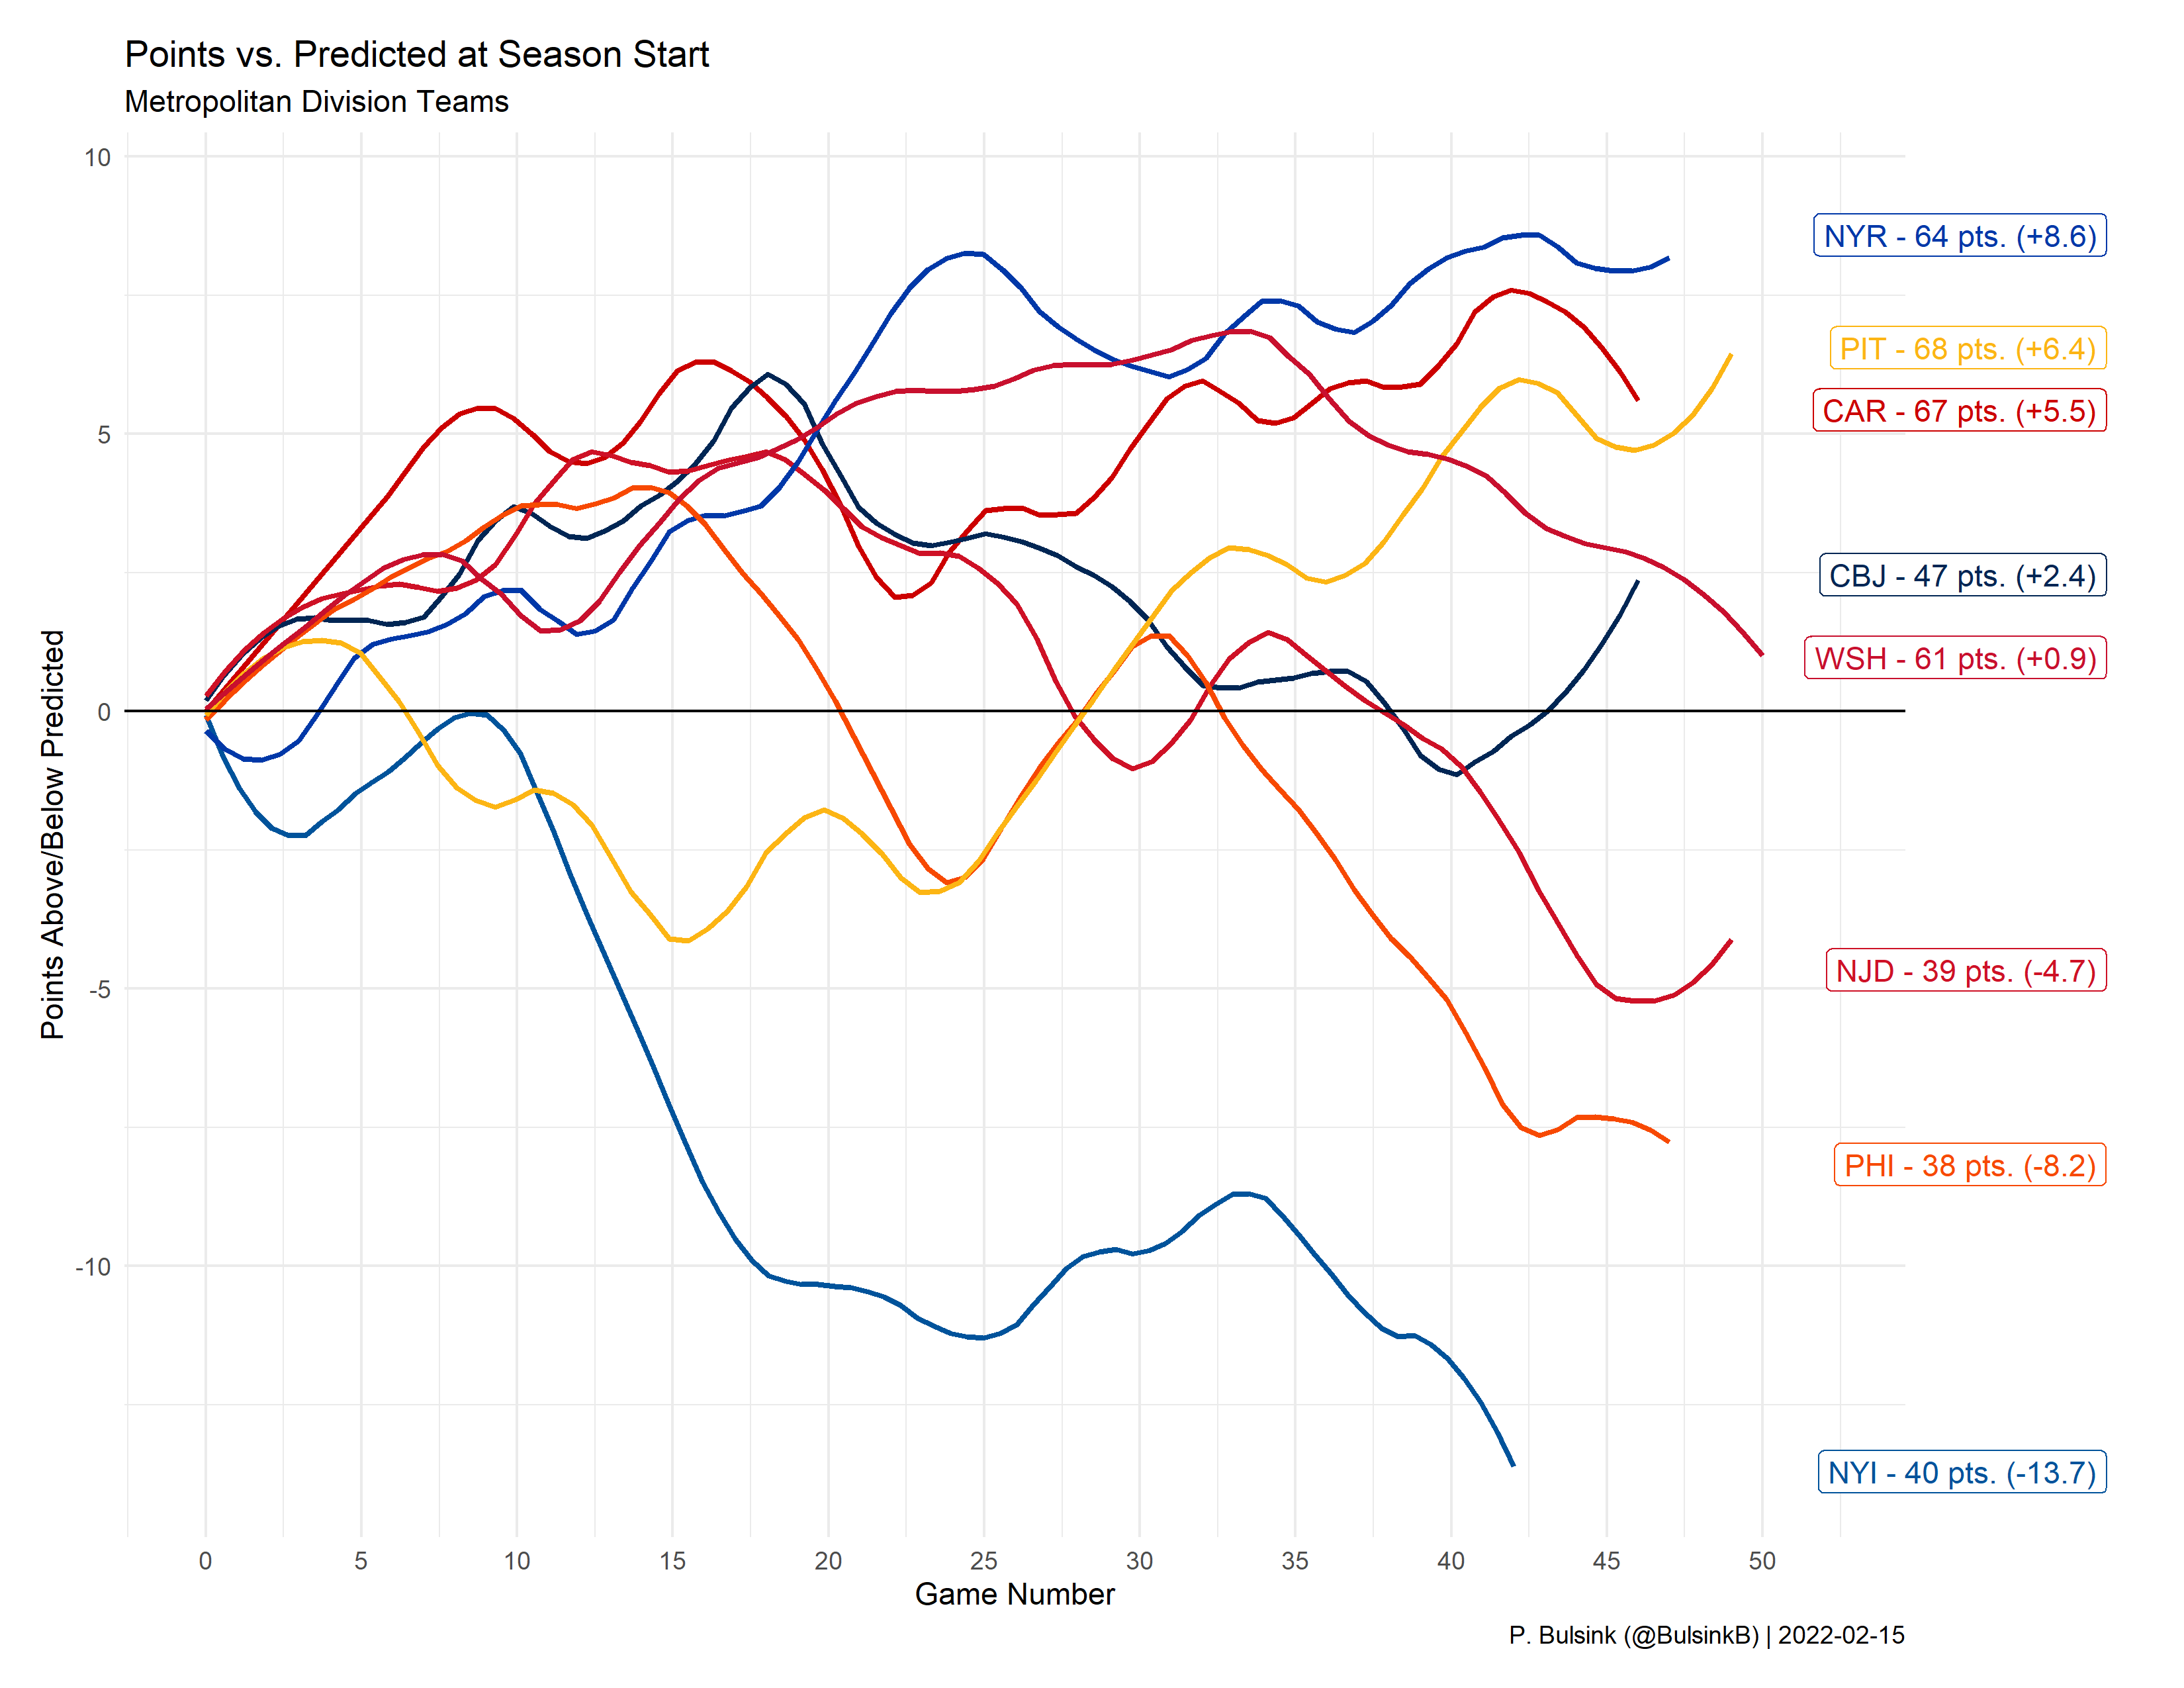 Points vs. Predicted at Season Start
Metropolitan Division Teams
Points Above/Below Predicted
10
5
0
-5
-10
NYR - 64 pts. (+8.6)
PIT - 68 pts. (+6.4)
CAR - 67 pts. (+5.5)
CBJ - 47 pts. (+2.4)
WSH - 61 pts. (+0.9)
NJD - 39 pts. (-4.7)
PHI - 38 pts. (-8.2)
NYI - 40 pts. (-13.7)
0 5 10 15 20 25 30 35 40 45 50
Game Number
P. Bulsink (@BulsinkB) | 2022-02-15